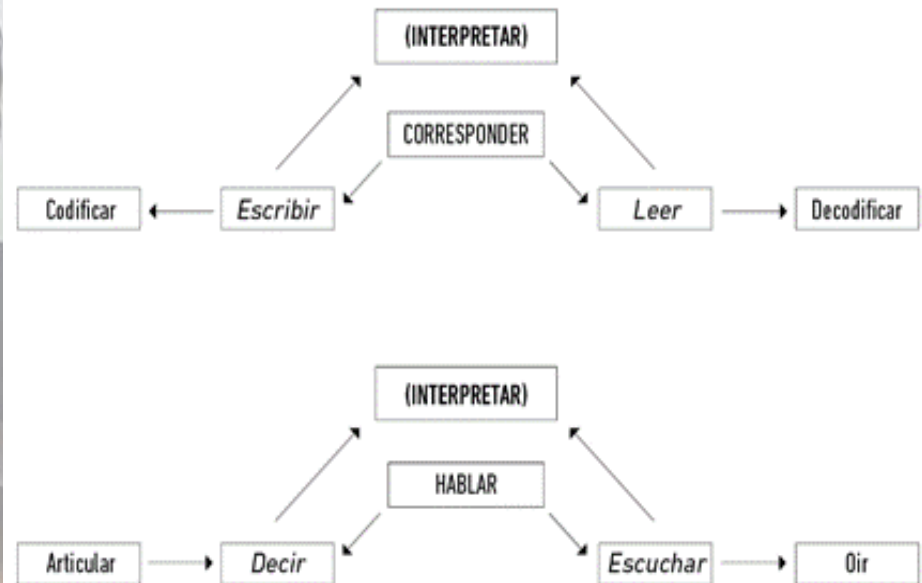 (INTERPRETAR)
CORRESPONDER
Codificar
Escribir
Leer
Decodificar
(INTERPRETAR)
HABLAR
Articular
Decir
Escuchar
Oir